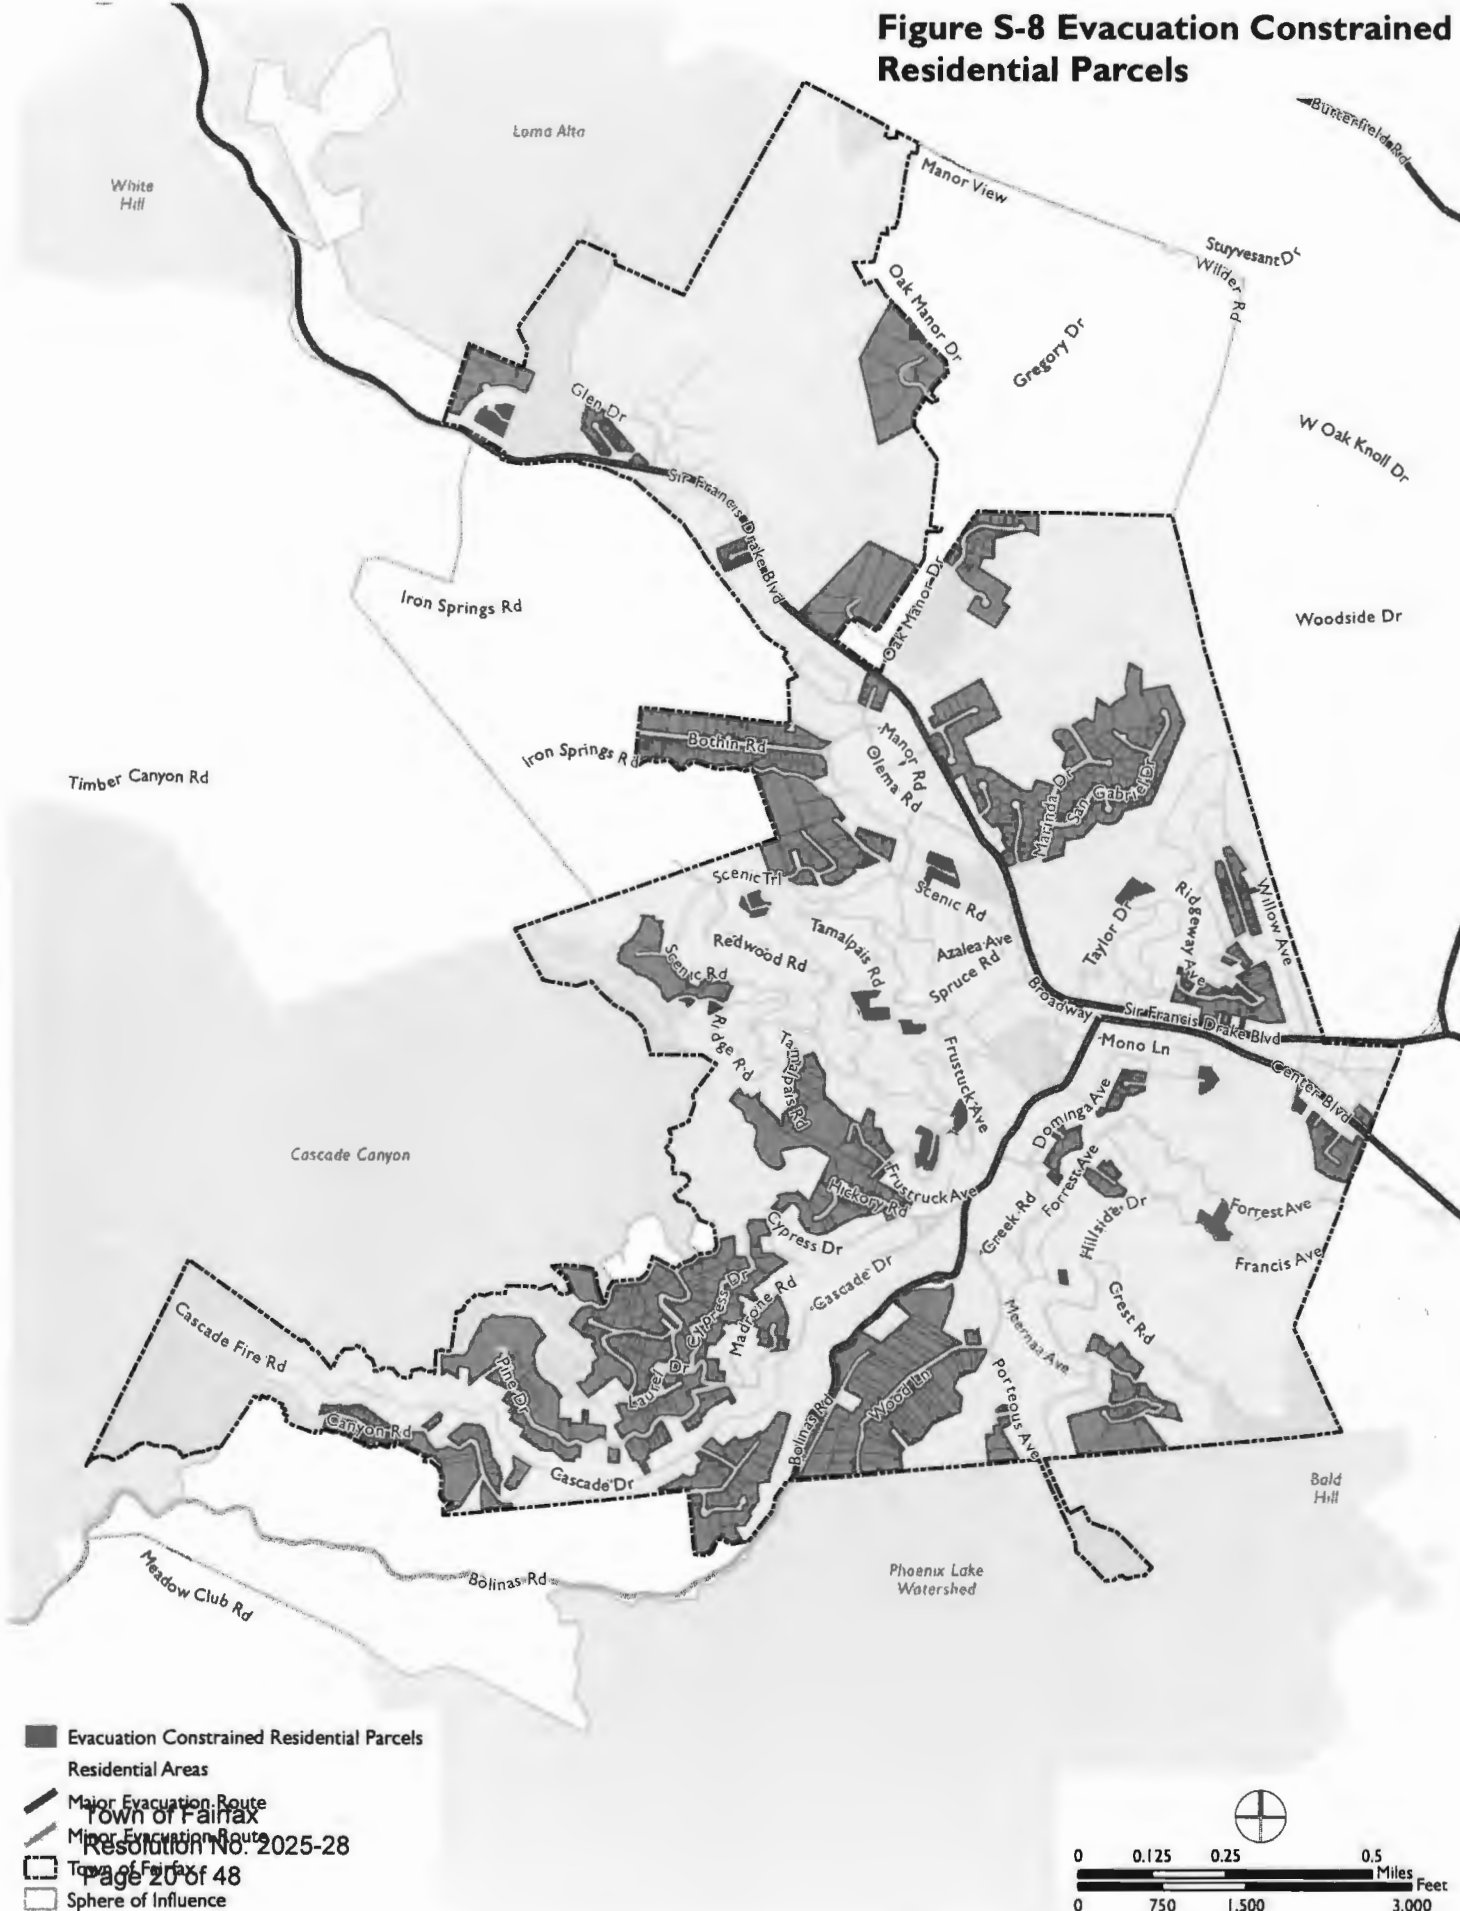 Figure S-8 Evacuation Constrained
Residential Parcels
Butterfield Rd
Loma Alta
White
Hill
Manor View
Stuyvesant Dr
Wilder Rd
Oak Manor Dr
Gregory Dr
Glen Dr
W Oak Knoll Dr
Sir Francis Drake Blvd
Iron Springs Rd
Oak Manor Dr
Woodside Dr
Bothin Rd
Manor Rd
Iron Springs Rd
Olema Rd
Timber Canyon Rd
Marinda Dr
San Gabriel Dr
Scenic Trl
Scenic Rd
Ridgeway Ave
Willow Ave
Taylor Dr
Tamalpais Rd
Redwood Rd
Azalea Ave
Scenic Rd
Spruce Rd
Broadway
Sir Francis Drake Blvd
Ridge Rd
Tamalpais Rd
Frustuck Ave
Mono Ln
Center Blvd
Dominga Ave
Cascade Canyon
Forrest Ave
Hickory Rd
Frustruck Ave
Creek Rd
Hillside Dr
Forrest Ave
Cypress Dr
Francis Ave
Cascade Dr
Cypress Dr
Madrone Rd
Crest Rd
Meernaa Ave
Cascade Fire Rd
Pine Dr
Laurel Dr
Wood Ln
Porteous Ave
Bolinas Rd
Canyon Rd
Cascade Dr
Bald
Hill
Meadow Club Rd
Bolinas Rd
Phoenix Lake
Watershed
Evacuation Constrained Residential Parcels
Residential Areas
Major Evacuation Route
Town of Fairfax
Minor Evacuation Route
Resolution No. 2025-28
Town of Fairfax
Page 20 of 48
Sphere of Influence
0 0.125 0.25 0.5
Miles
Feet
0 750 1,500 3,000